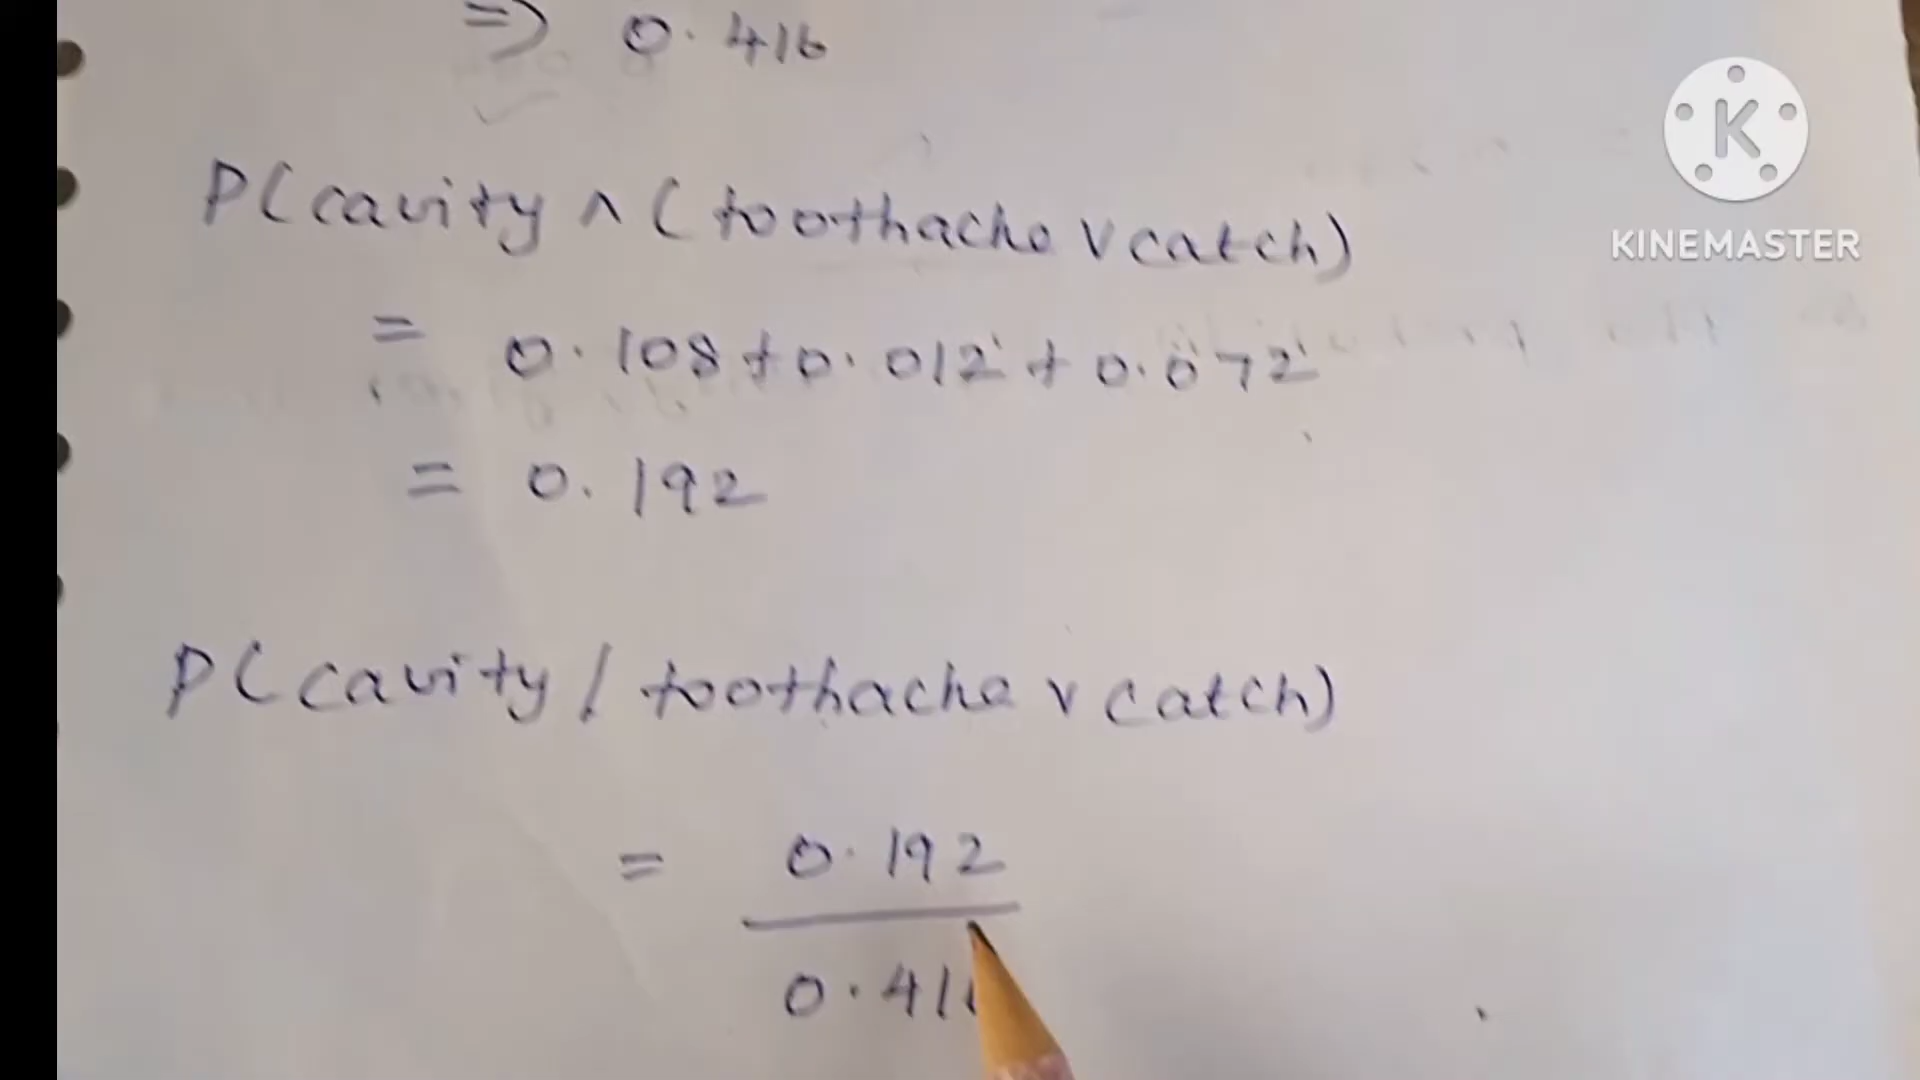 => 0.416
P(cavity ∧ (toothache ∨ catch)
= 0.108 + 0.012 + 0.072
= 0.192
P(cavity / toothache ∨ catch)
= 0.192
0.41
K
KINEMASTER